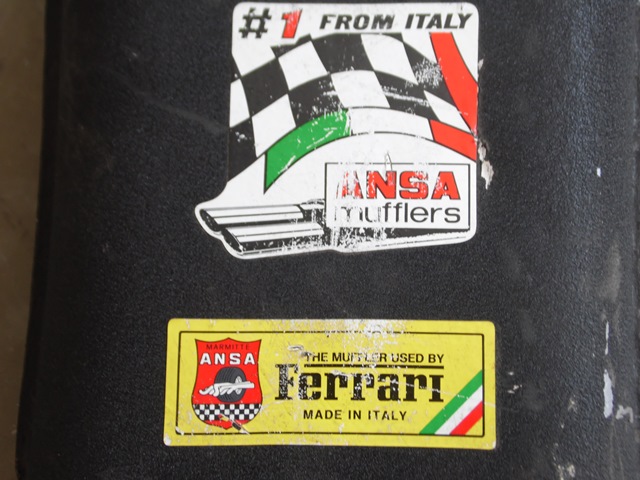 # 1 FROM ITALY
ANSA
mufflers
MARMITTE
ANSA
THE MUFFLER USED BY
Ferrari
MADE IN ITALY